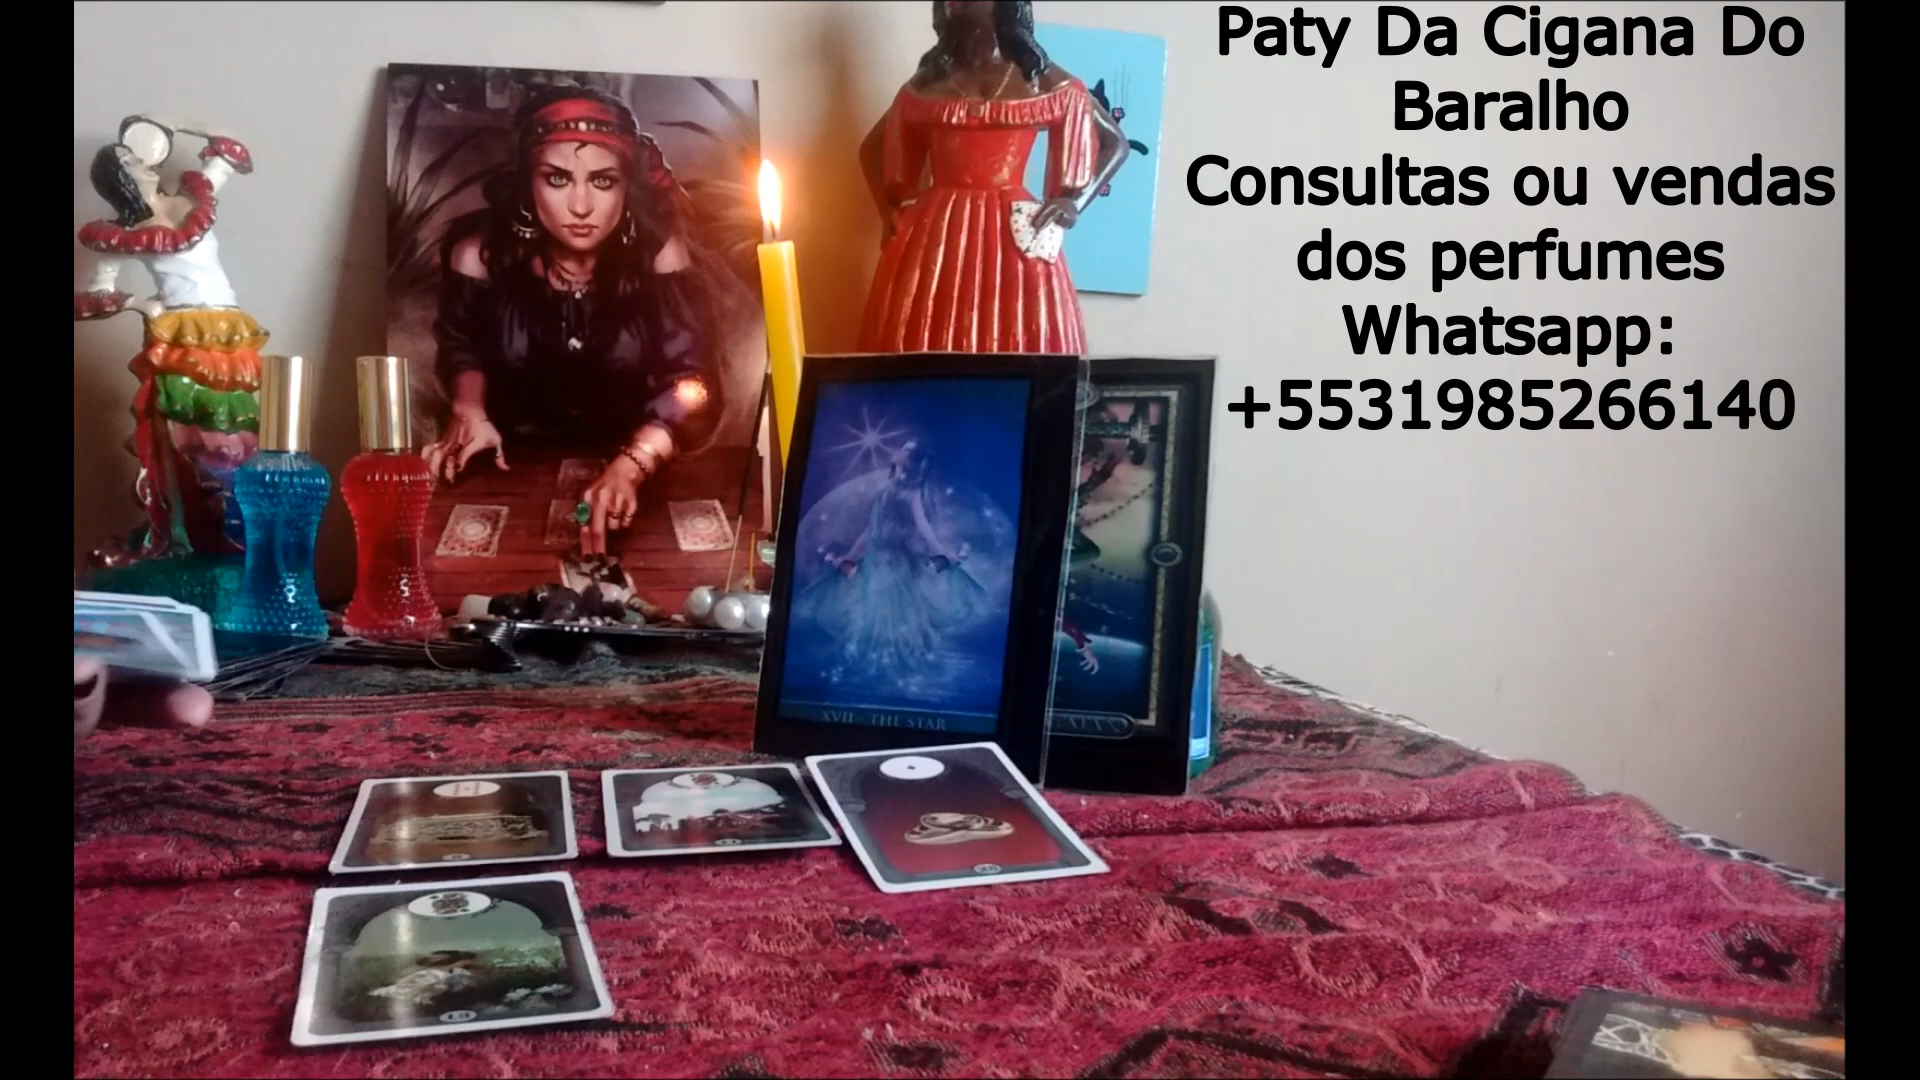 Paty Da Cigana Do
Baralho
Consultas ou vendas
dos perfumes
Whatsapp:
+5531985266140
XVII - THE STAR